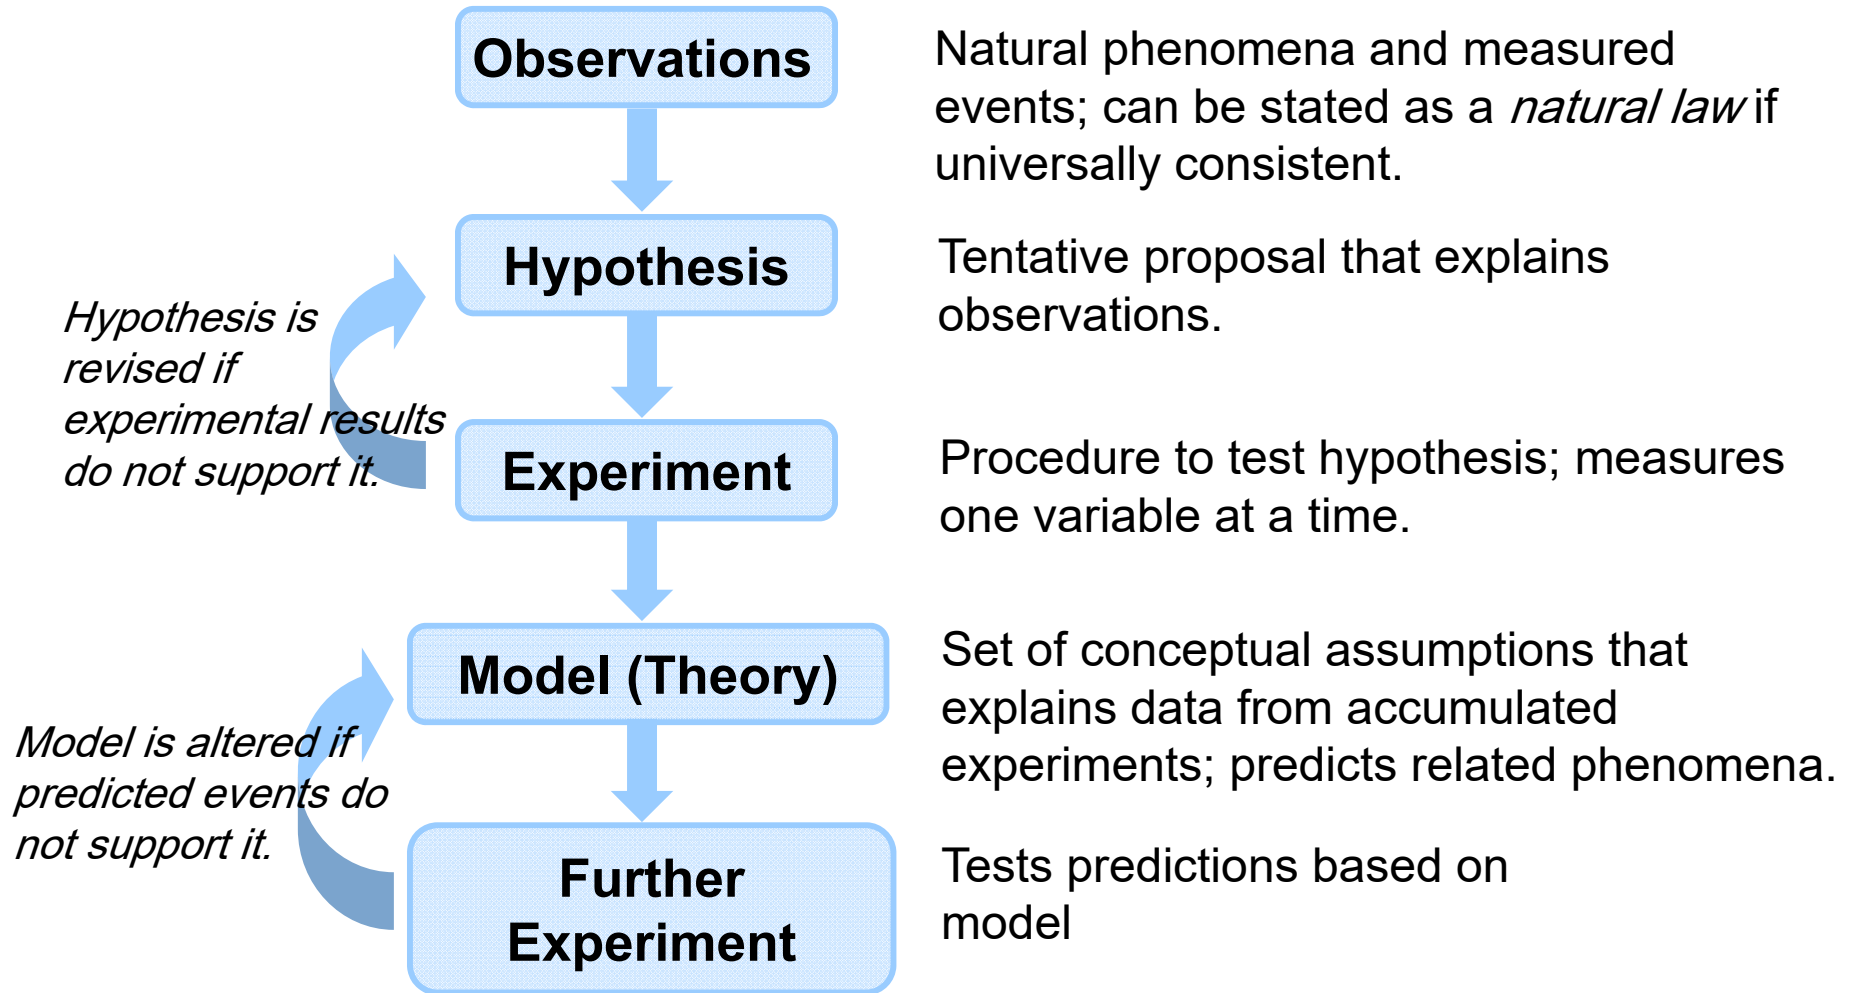 Observations
Natural phenomena and measured
events; can be stated as a natural law if
universally consistent.
Hypothesis
Tentative proposal that explains
observations.
Hypothesis is
revised if
experimental results
do not support it.
Experiment
Procedure to test hypothesis; measures
one variable at a time.
Model (Theory)
Set of conceptual assumptions that
explains data from accumulated
experiments; predicts related phenomena.
Model is altered if
predicted events do
not support it.
Further
Experiment
Tests predictions based on
model